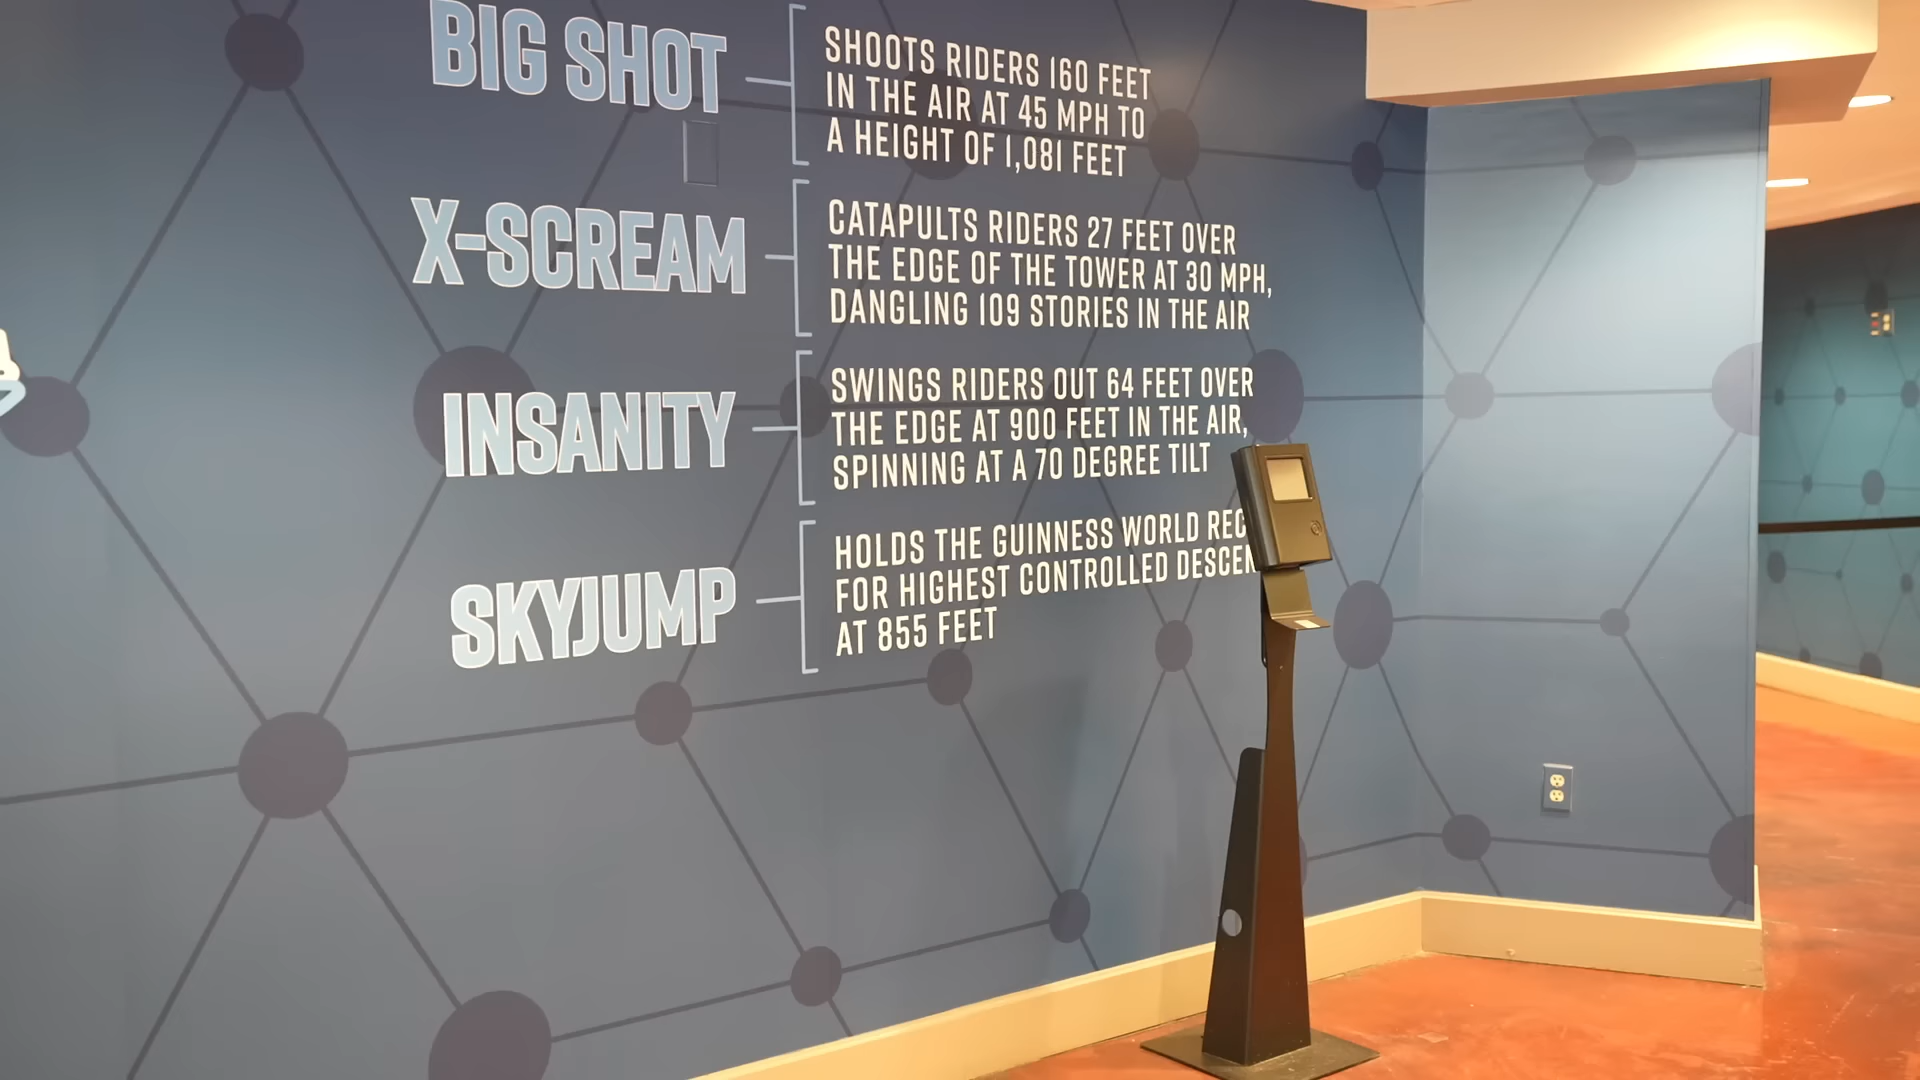 BIG SHOT
SHOOTS RIDERS 160 FEET
IN THE AIR AT 45 MPH TO
A HEIGHT OF 1,081 FEET
X-SCREAM
CATAPULTS RIDERS 27 FEET OVER
THE EDGE OF THE TOWER AT 30 MPH,
DANGLING 109 STORIES IN THE AIR
INSANITY
SWINGS RIDERS OUT 64 FEET OVER
THE EDGE AT 900 FEET IN THE AIR,
SPINNING AT A 70 DEGREE TILT
SKYJUMP
HOLDS THE GUINNESS WORLD
FOR HIGHEST CONTROLLED
AT 855 FEET